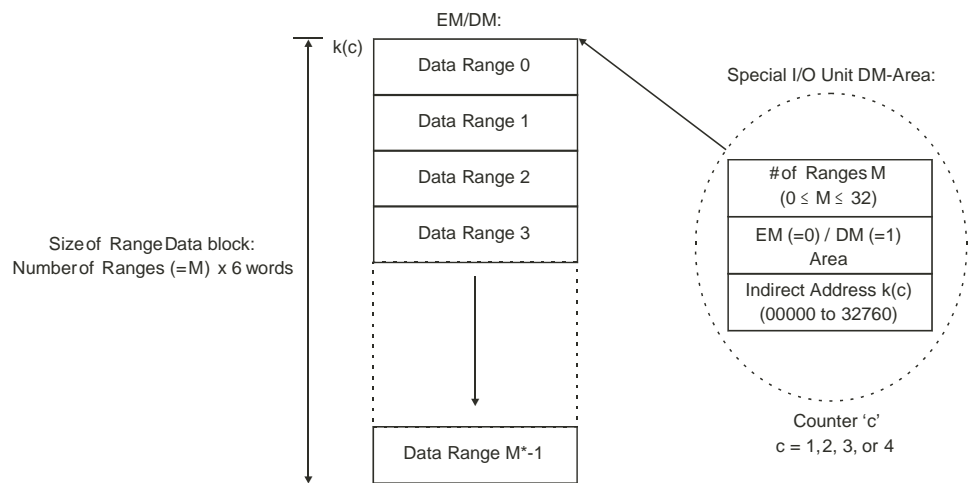 EM/DM:
k(c)
Data Range 0
Data Range 1
Data Range 2
Data Range 3
Data Range M*-1
Size of Range Data block:
Number of Ranges (=M) x 6 words
Special I/O Unit DM-Area:
# of Ranges M
(0 ≤ M ≤ 32)
EM (=0) / DM (=1)
Area
Indirect Address k(c)
(00000 to 32760)
Counter ‘c’
c = 1,2, 3, or 4